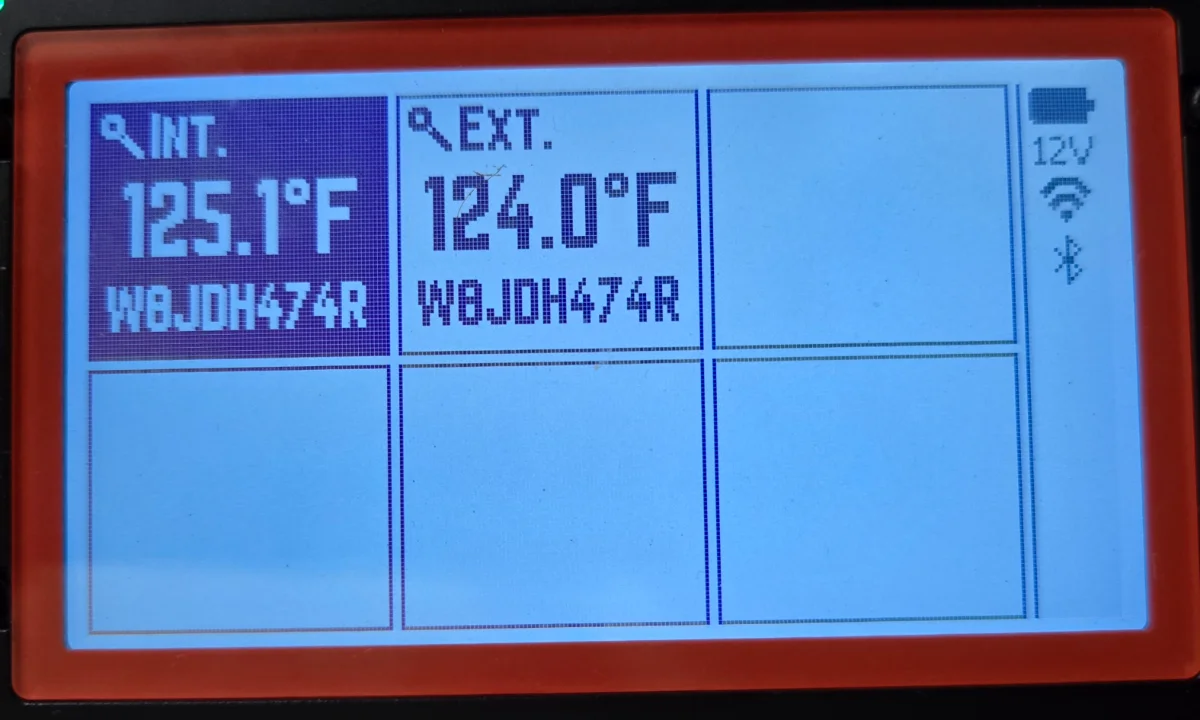 INT.
125.1°F
W8JDH474R
EXT.
124.0°F
W8JDH474R
12V